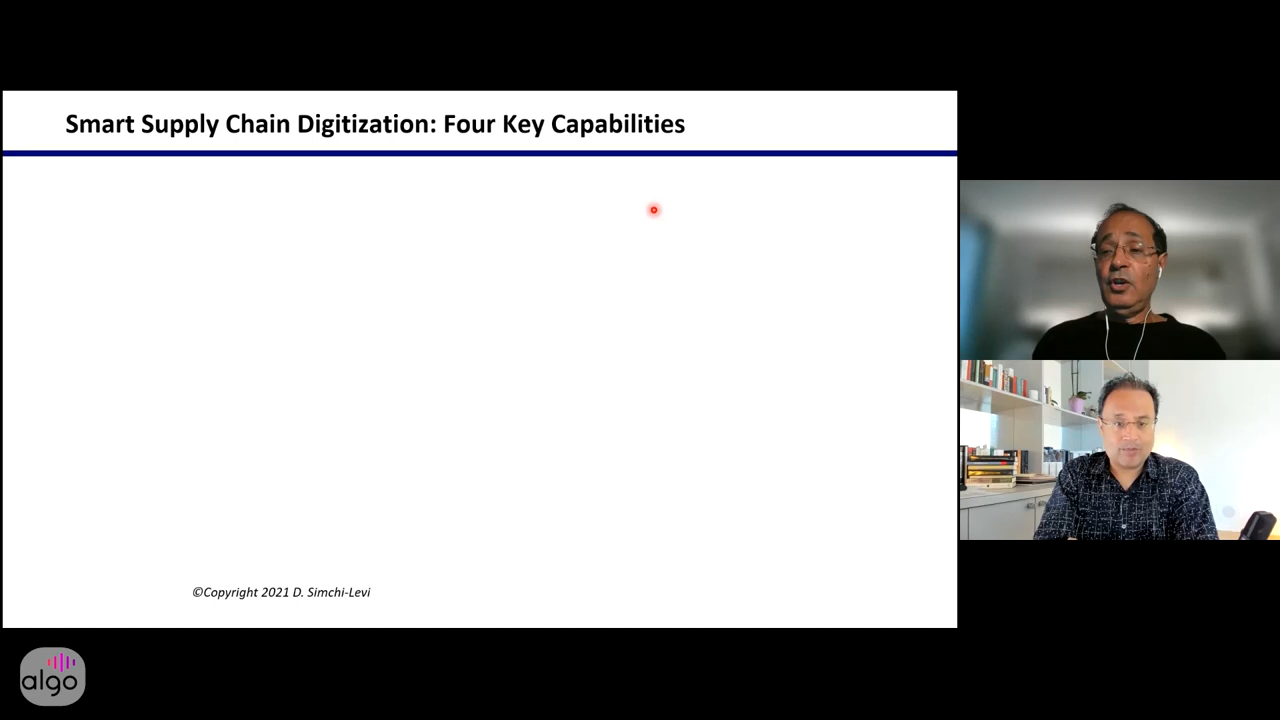 Smart Supply Chain Digitization: Four Key Capabilities
©Copyright 2021 D. Simchi-Levi
algo